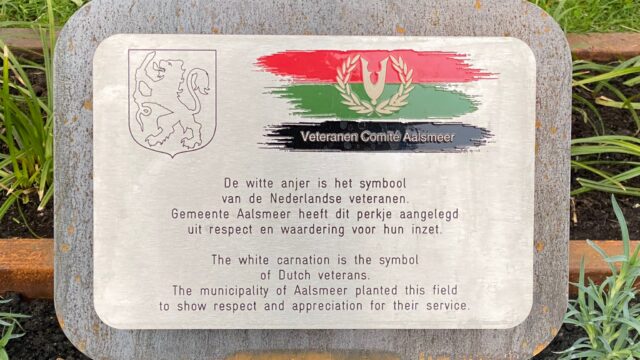 Veteranen Comité Aalsmeer
De witte anjer is het symbool
van de Nederlandse veteranen.
Gemeente Aalsmeer heeft dit perkje aangelegd
uit respect en waardering voor hun inzet.
The white carnation is the symbol
of Dutch veterans.
The municipality of Aalsmeer planted this field
to show respect and appreciation for their service.